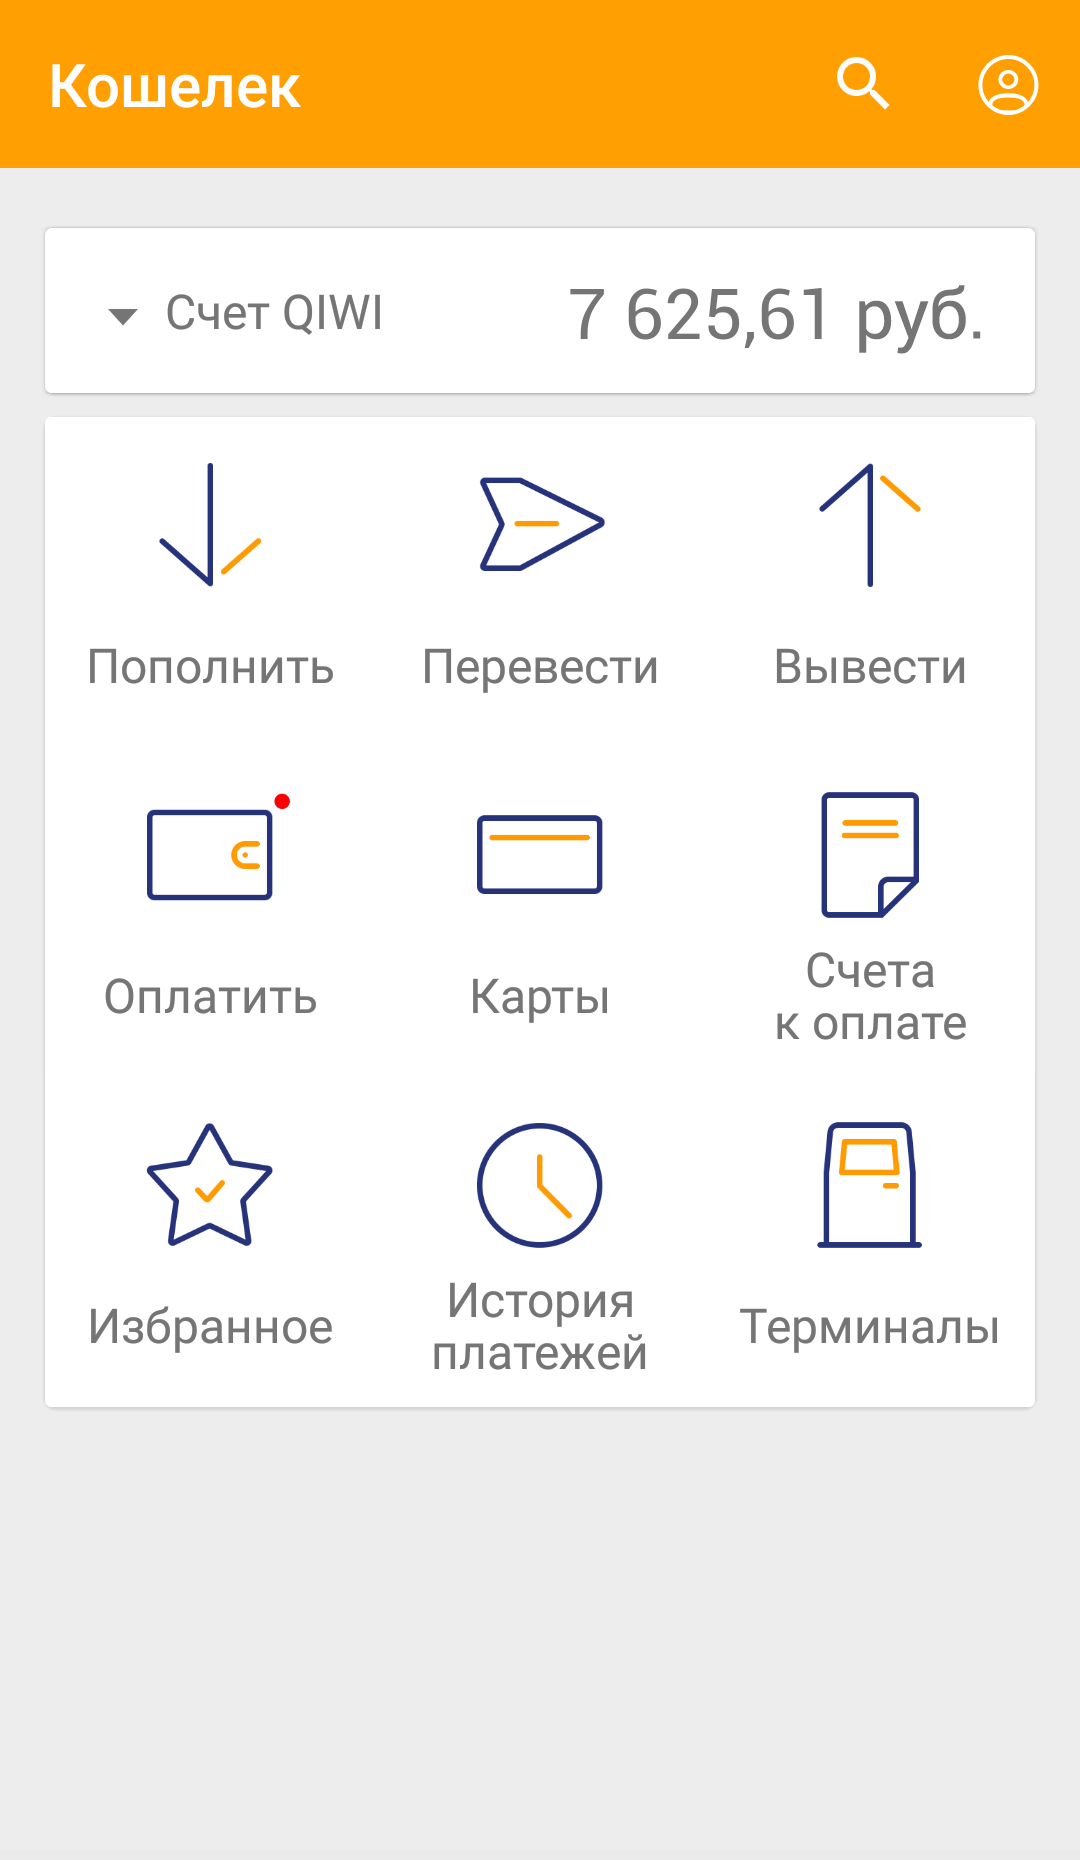 Кошелек
Счет QIWI 7 625,61 руб.
Пополнить Перевести Вывести
Оплатить Карты Счета
к оплате
Избранное История
платежей Терминалы